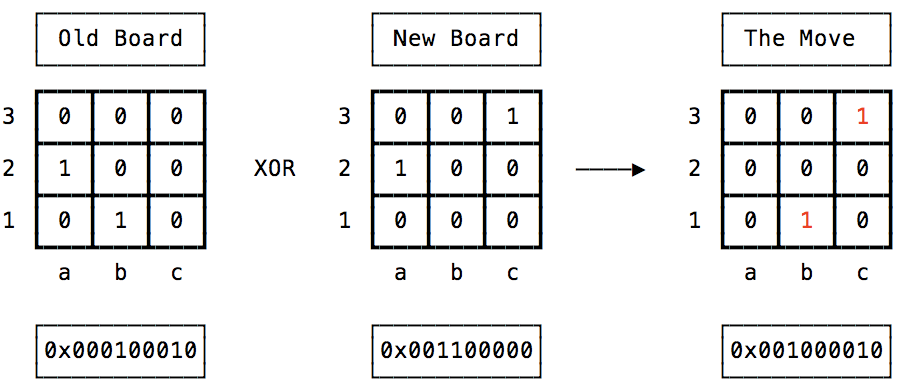 Old Board New Board The Move
3 0 0 0 3 0 0 1 3 0 0 1
2 1 0 0 XOR 2 1 0 0 2 0 0 0
1 0 1 0 1 0 0 0 1 0 1 0
a b c a b c a b c
0x000100010 0x001100000 0x001000010